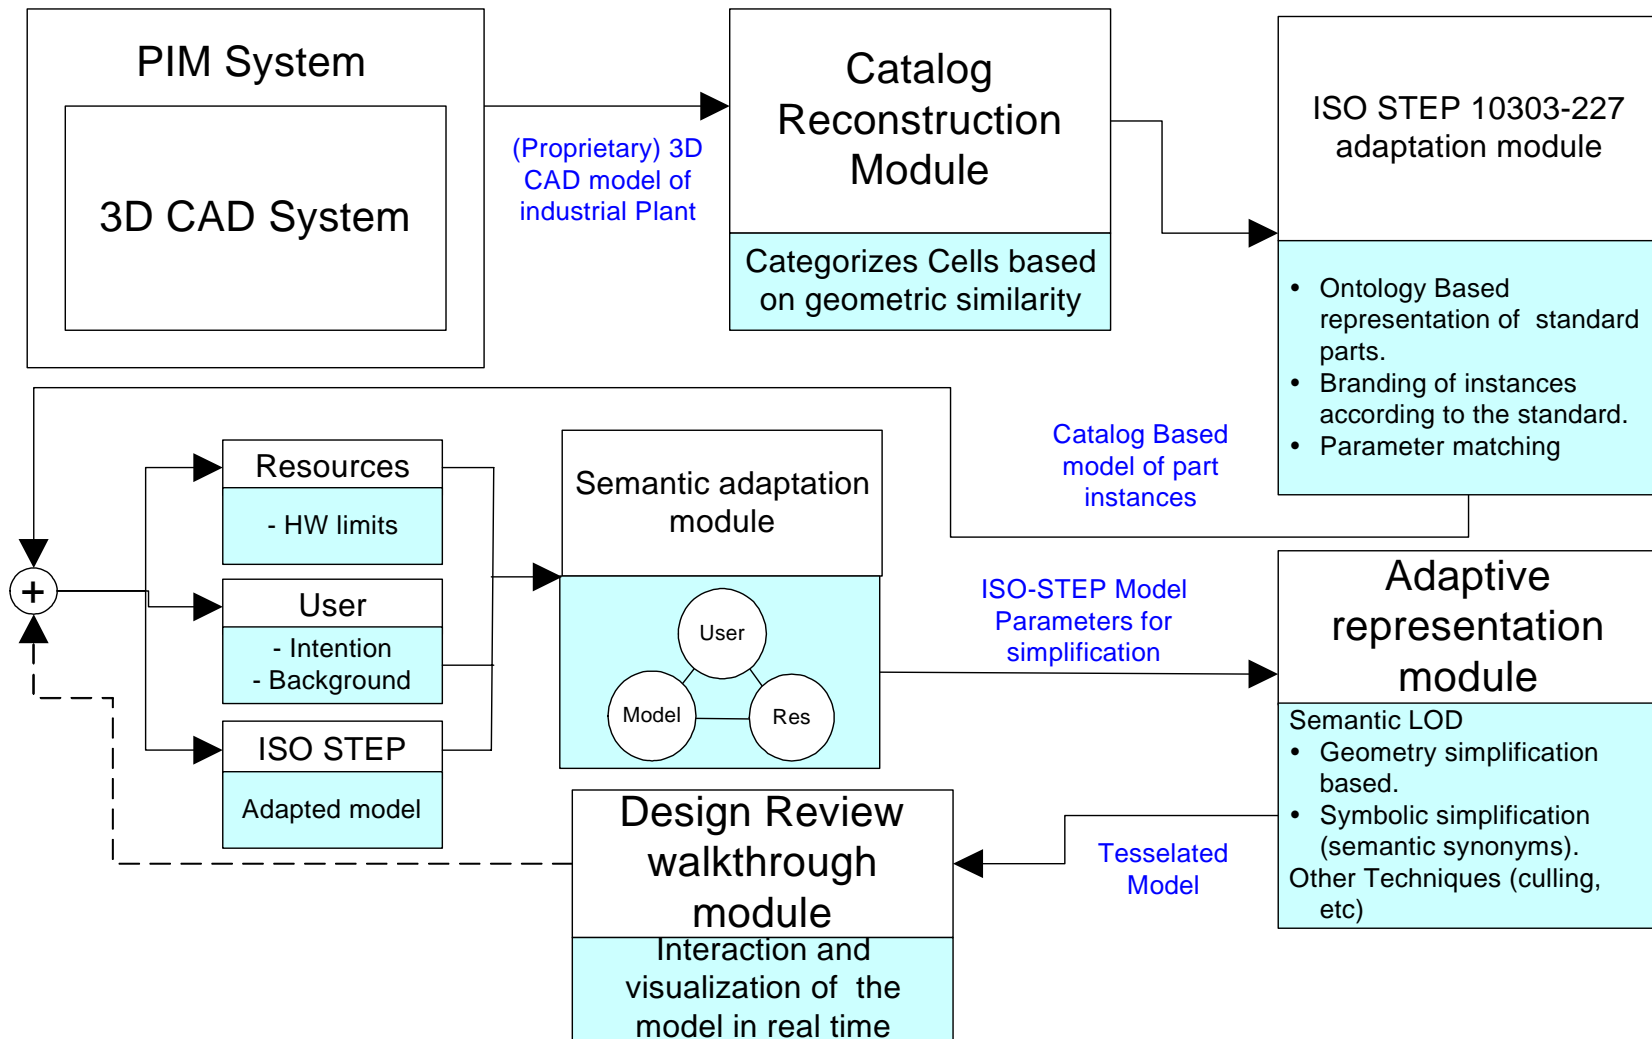 PIM System
3D CAD System
(Proprietary) 3D
CAD model of
industrial Plant
Catalog
Reconstruction
Module
Categorizes Cells based
on geometric similarity
ISO STEP 10303-227
adaptation module
• Ontology Based
representation of standard
parts.
• Branding of instances
according to the standard.
• Parameter matching
Catalog Based
model of part
instances
+
Resources
- HW limits
User
- Intention
- Background
ISO STEP
Adapted model
Semantic adaptation
module
User
Model
Res
ISO-STEP Model
Parameters for
simplification
Adaptive
representation
module
Semantic LOD
• Geometry simplification
based.
• Symbolic simplification
(semantic synonyms).
Other Techniques (culling,
etc)
Tesselated
Model
Design Review
walkthrough
module
Interaction and
visualization of the
model in real time